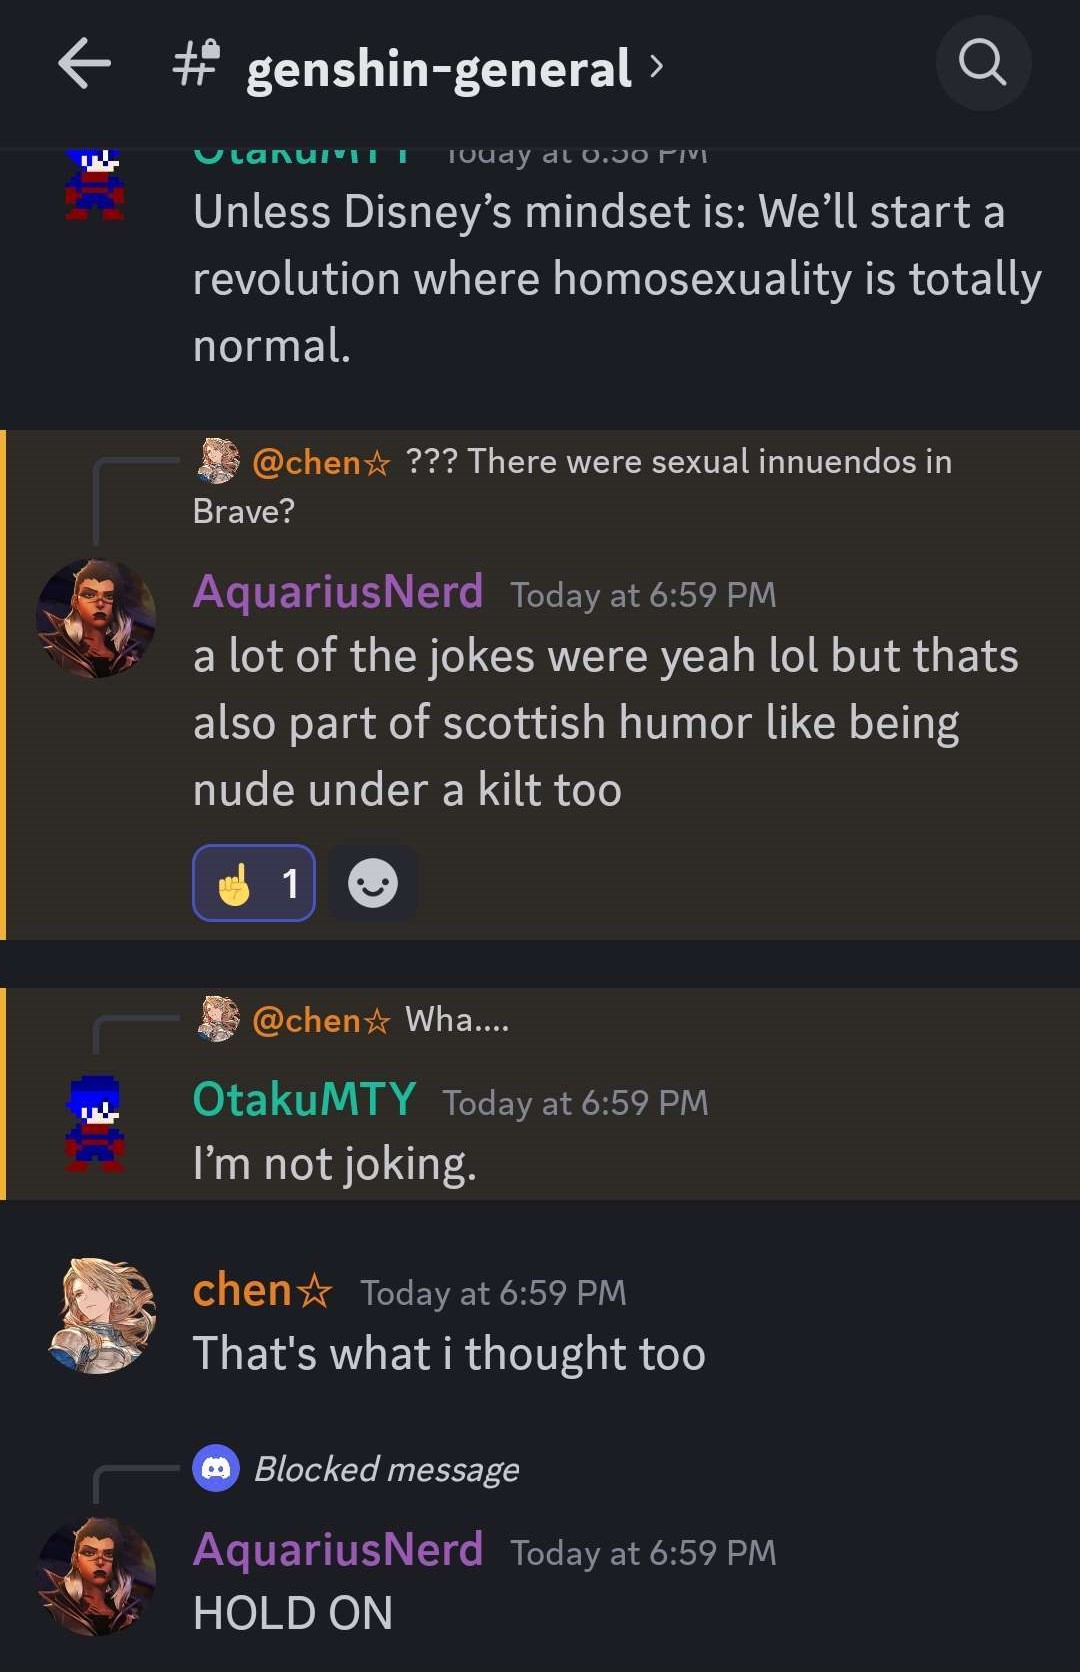 genshin-general
OtakuMTY Today at 6:58 PM
Unless Disney’s mindset is: We’ll start a
revolution where homosexuality is totally
normal.
@chen☆ ??? There were sexual innuendos in
Brave?
AquariusNerd Today at 6:59 PM
a lot of the jokes were yeah lol but thats
also part of scottish humor like being
nude under a kilt too
☝ 1
@chen☆ Wha....
OtakuMTY Today at 6:59 PM
I’m not joking.
chen☆ Today at 6:59 PM
That's what i thought too
Blocked message
AquariusNerd Today at 6:59 PM
HOLD ON